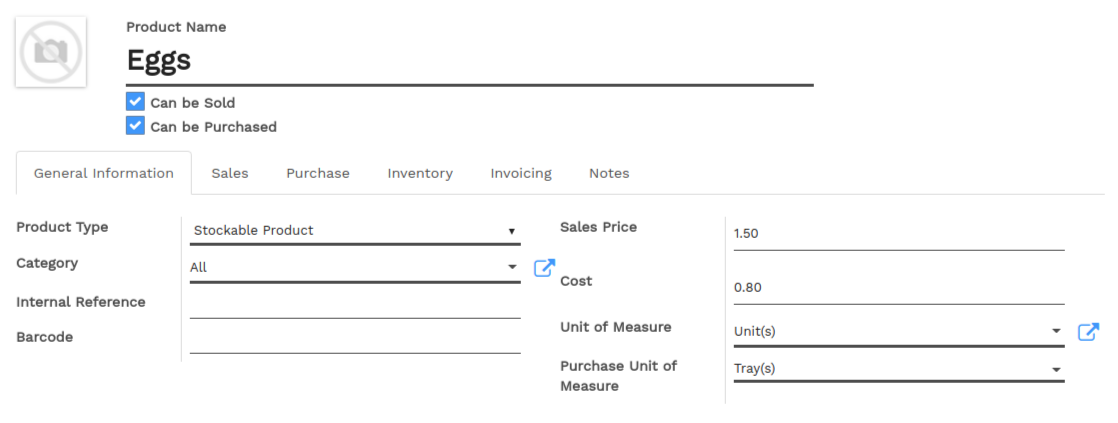 Product Name
Eggs
Can be Sold
Can be Purchased
General Information Sales Purchase Inventory Invoicing Notes
Product Type Stockable Product
Category All
Internal Reference
Barcode
Sales Price 1.50
Cost 0.80
Unit of Measure Unit(s)
Purchase Unit of Tray(s)
Measure